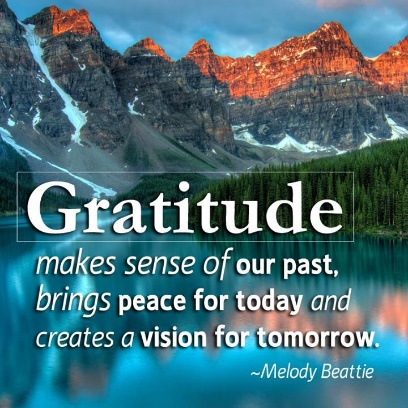 Gratitude
makes sense of our past,
brings peace for today and
creates a vision for tomorrow.
~Melody Beattie